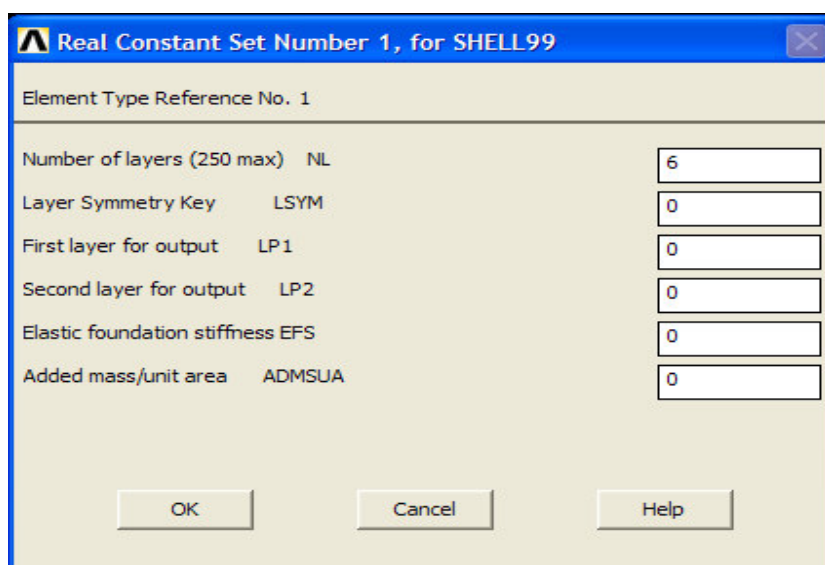 Real Constant Set Number 1, for SHELL99
Element Type Reference No. 1
Number of layers (250 max) NL 6
Layer Symmetry Key LSYM 0
First layer for output LP1 0
Second layer for output LP2 0
Elastic foundation stiffness EFS 0
Added mass/unit area ADMSUA 0
OK Cancel Help